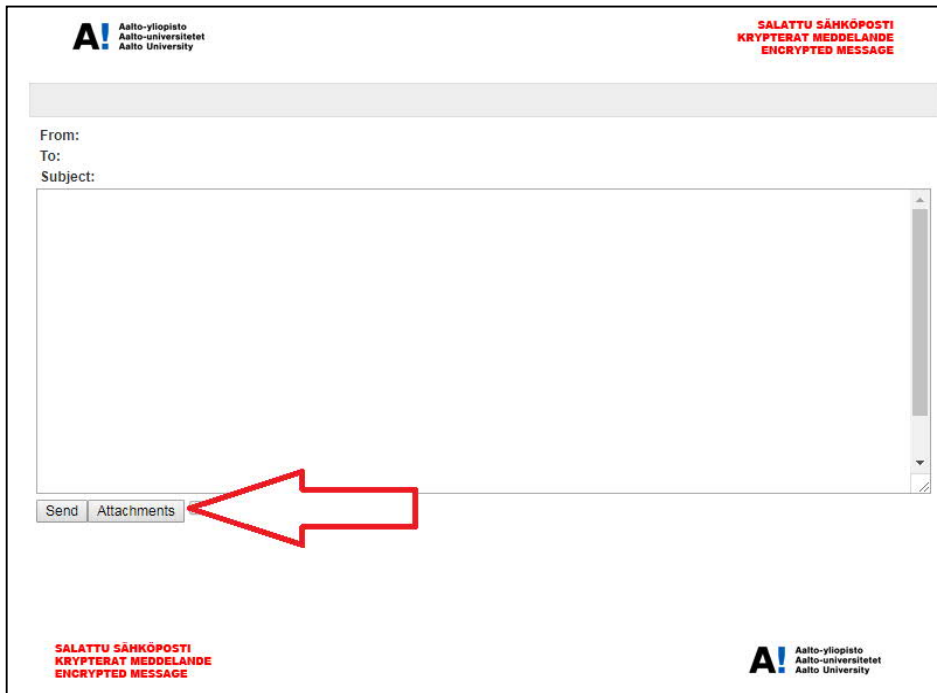 A! Aalto-yliopisto
Aalto-universitetet
Aalto University
SALATTU SÄHKÖPOSTI
KRYPTERAT MEDDELANDE
ENCRYPTED MESSAGE
From:
To:
Subject:
Send Attachments
SALATTU SÄHKÖPOSTI
KRYPTERAT MEDDELANDE
ENCRYPTED MESSAGE
A! Aalto-yliopisto
Aalto-universitetet
Aalto University